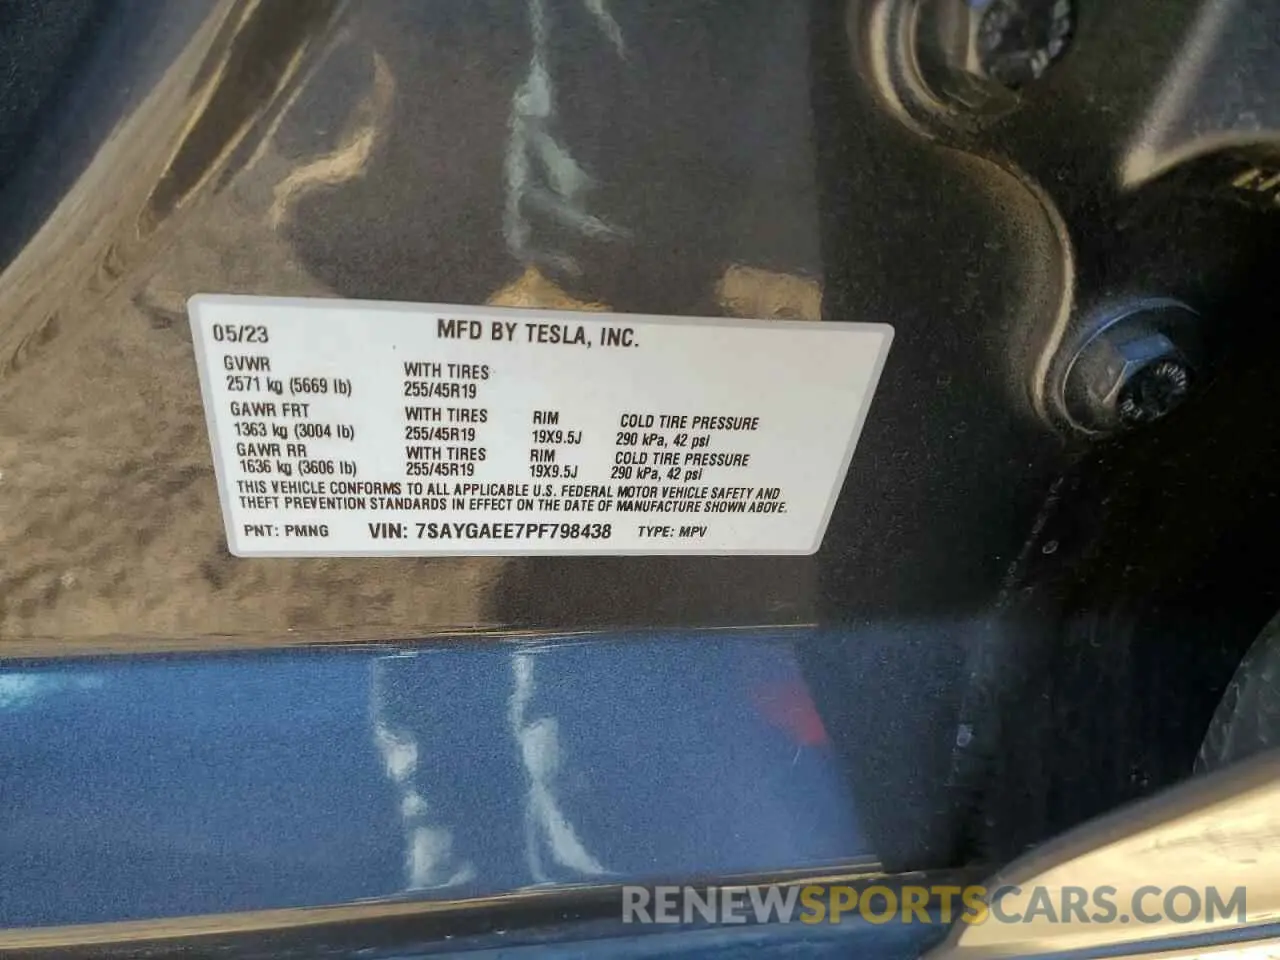 05/23 MFD BY TESLA, INC.
GVWR WITH TIRES
2571 kg (5669 lb) 255/45R19
GAWR FRT WITH TIRES RIM COLD TIRE PRESSURE
1363 kg (3004 lb) 255/45R19 19X9.5J 290 kPa, 42 psi
GAWR RR WITH TIRES RIM COLD TIRE PRESSURE
1636 kg (3606 lb) 255/45R19 19X9.5J 290 kPa, 42 psi
THIS VEHICLE CONFORMS TO ALL APPLICABLE U.S. FEDERAL MOTOR VEHICLE SAFETY AND
THEFT PREVENTION STANDARDS IN EFFECT ON THE DATE OF MANUFACTURE SHOWN ABOVE.
PNT: PMNG VIN: 7SAYGAEE7PF798438 TYPE: MPV
RENEWSPORTSCARS.COM